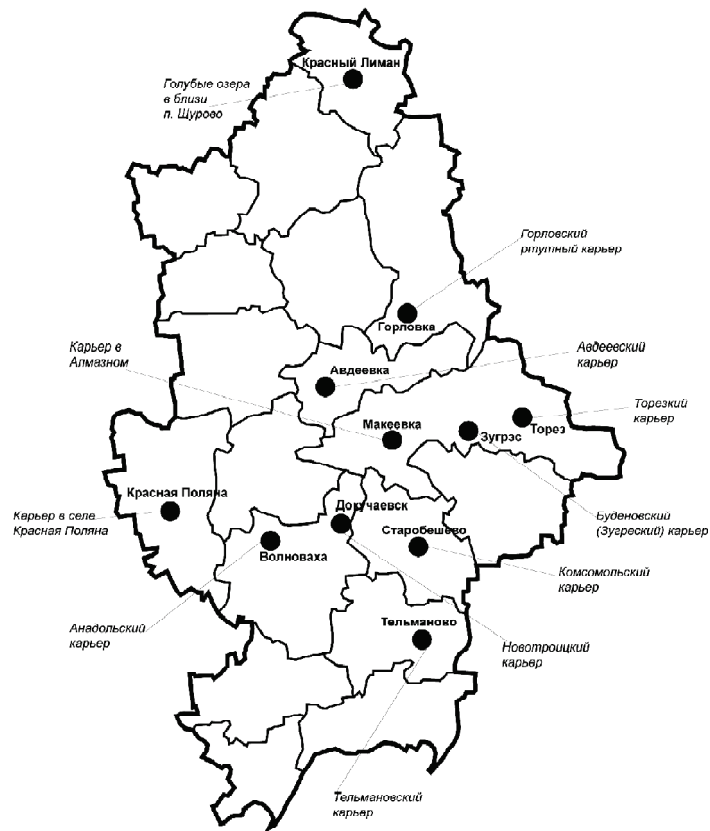 Красный Лиман
Голубые озера
в близи
п. Щурово
Горловский
ртутный карьер
Горловка
Карьер в
Алмазном
Авдеевский
карьер
Авдеевка
Торезкий
карьер
Макеевка
Зугрэс
Торез
Красная Поляна
Карьер в селе
Красная Поляна
Докучаевск
Старобешево
Буденовский
(Зугреский) карьер
Волноваха
Комсомольский
карьер
Анадольский
карьер
Тельманово
Новотроицкий
карьер
Тельмановский
карьер